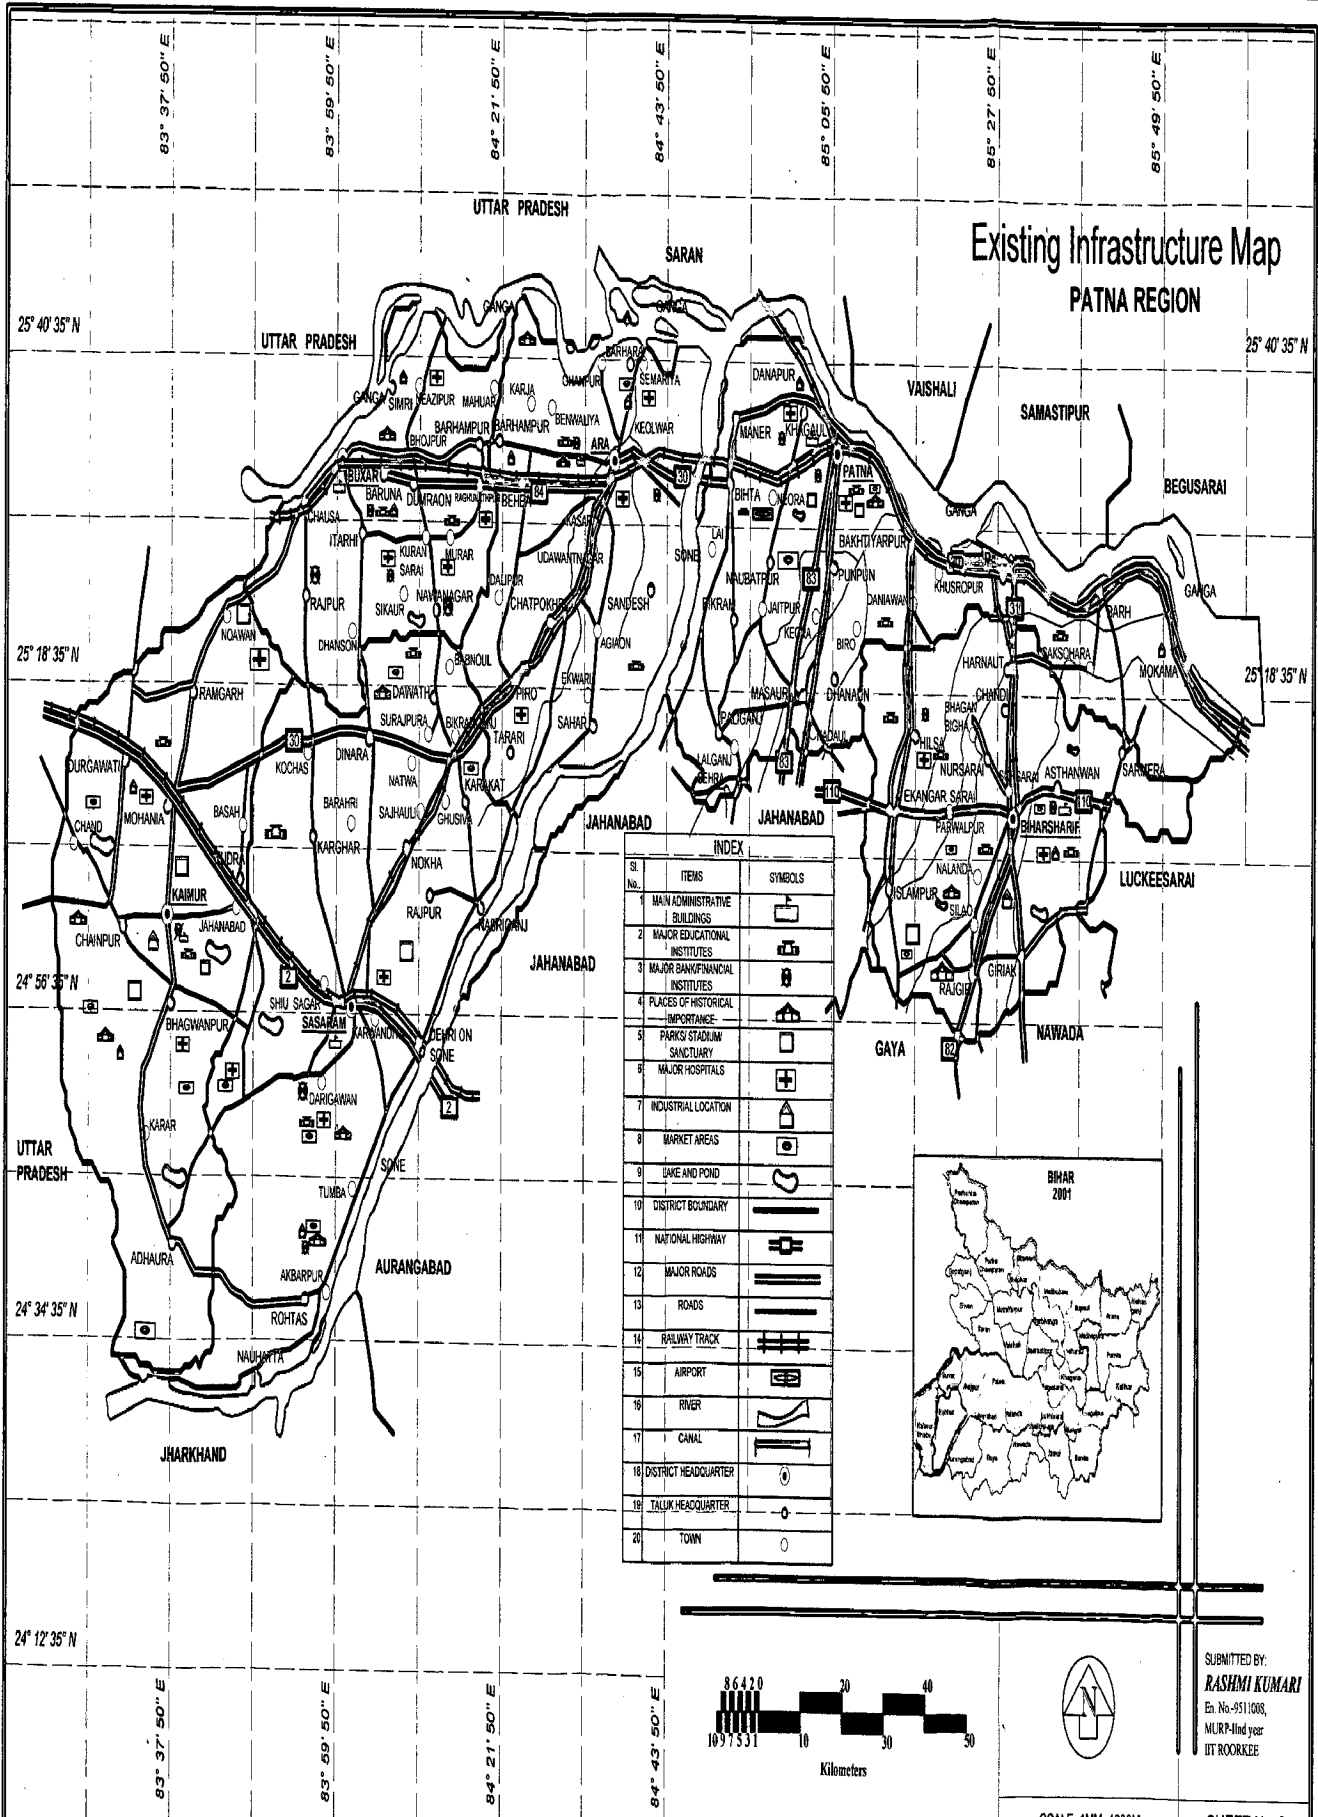 83° 37' 50" E
83° 59' 50" E
84° 21' 50" E
84° 43' 50" E
85° 05' 50" E
85° 27' 50" E
85° 49' 50" E
UTTAR PRADESH
SARAN
Existing Infrastructure Map
PATNA REGION
25° 40' 35" N
UTTAR PRADESH
GANGA
GANGA
25° 40' 35" N
VAISHALI
SAMASTIPUR
BEGUSARAI
BARHARA
SEMARIYA
DANAPUR
GANGA
SIMRI
MAHUAR
KARJA
BENWALIYA
KEOLWAR
MANER
KHAGAUL
BARHAMPUR
BARHAMPUR
BHOJPUR
ARA
BUXAR
BARUNA
DUMRAON
84
30
BIHTA
NEORA
PATNA
GANGA
CHAUSA
ITARHI
KURAN
SARAI
MURAR
KASAP
UDAWANTNAGAR
SONE
LAI
BAKHTIYARPUR
RAJPUR
SIKAUR
NAWANAGAR
DALIPUR
CHATPOKHR
SANDESH
NAUBATPUR
83
PUNPUN
BIKRAM
JAITPUR
DANIAWAN
KHUSROPUR
31
BARH
GANGA
NOAWAN
DHANSON
BABNOUL
AGIAON
BIRO
HARNAUT
SAKSOHARA
MOKAMA
25° 18' 35" N
25° 18' 35" N
RAMGARH
DAWATH
PIRO
EKWARI
MASAUR
DHANAUN
CHANDI
SURAJPURA
SAHAR
PALIGANJ
BHAGAN
BIGHA
30
KOCHAS
DINARA
TARARI
HILSA
DURGAWATI
NATWA
KARAKAT
LALGANJ
SEHRA
83
110
NURSARAI
ASTHANWAN
SARMERA
MOHANIA
BASAH
BARAHRI
SAJHAULI
GHUSIYA
JAHANABAD
JAHANABAD
EKANGAR SARAI
110
CHAND
KARGHAR
NOKHA
PARWALPUR
BIHARSHARIF
KAIMUR
RAJPUR
NASRIGANJ
NALANDA
ISLAMPUR
SILAO
LUCKEESARAI
CHAINPUR
JAHANABAD
JAHANABAD
RAJGIR
GIRIAK
24° 56' 35" N
2
SHIU SAGAR
SASARAM
DEHRI ON
SONE
BHAGWANPUR
GAYA
82
NAWADA
DARIGAWAN
2
KARAR
UTTAR
PRADESH
SONE
TUMBA
ADHAURA
AKBARPUR
AURANGABAD
ROHTAS
24° 34' 35" N
NAUHATTA
JHARKHAND
INDEX
SI. No. ITEMS SYMBOLS
1 MAIN ADMINISTRATIVE BUILDINGS
2 MAJOR EDUCATIONAL INSTITUTES
3 MAJOR BANK/FINANCIAL INSTITUTES
4 PLACES OF HISTORICAL IMPORTANCE
5 PARKS/ STADIUM/ SANCTUARY
6 MAJOR HOSPITALS
7 INDUSTRIAL LOCATION
8 MARKET AREAS
9 LAKE AND POND
10 DISTRICT BOUNDARY
11 NATIONAL HIGHWAY
12 MAJOR ROADS
13 ROADS
14 RAILWAY TRACK
15 AIRPORT
16 RIVER
17 CANAL
18 DISTRICT HEADQUARTER
19 TALUK HEADQUARTER
20 TOWN
BIHAR
2001
24° 12' 35" N
83° 37' 50" E
83° 59' 50" E
84° 21' 50" E
84° 43' 50" E
8 6 4 2 0 20 40
10 9 7 5 3 1 10 30 50
Kilometers
N
SUBMITTED BY:
RASHMI KUMARI
En. No.-9511008,
MURP-IInd year
IIT ROORKEE